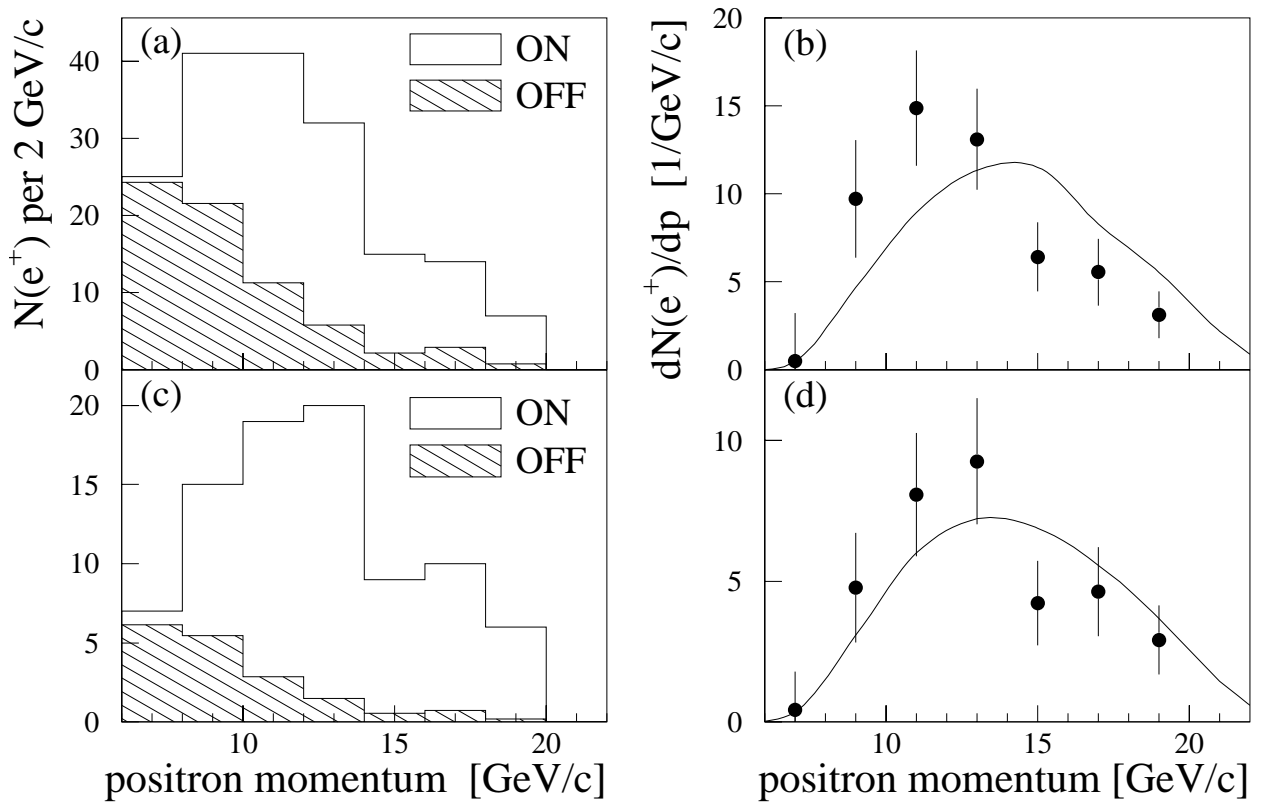 N(e⁺) per 2 GeV/c
(a)
ON
OFF
40
30
20
10
0
dN(e⁺)/dp [1/GeV/c]
(b)
20
15
10
5
0
(c)
ON
OFF
20
15
10
5
0
10 15 20
positron momentum [GeV/c]
(d)
10
5
0
10 15 20
positron momentum [GeV/c]